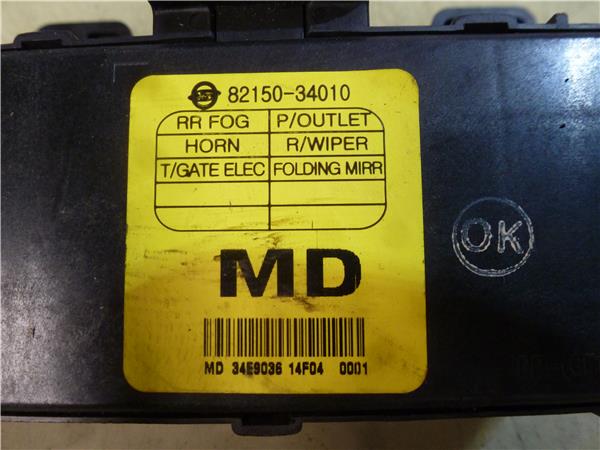 82150-34010
RR FOG P/OUTLET
HORN R/WIPER
T/GATE ELEC FOLDING MIRR
MD
OK
MD 34E9036 14F04 0001